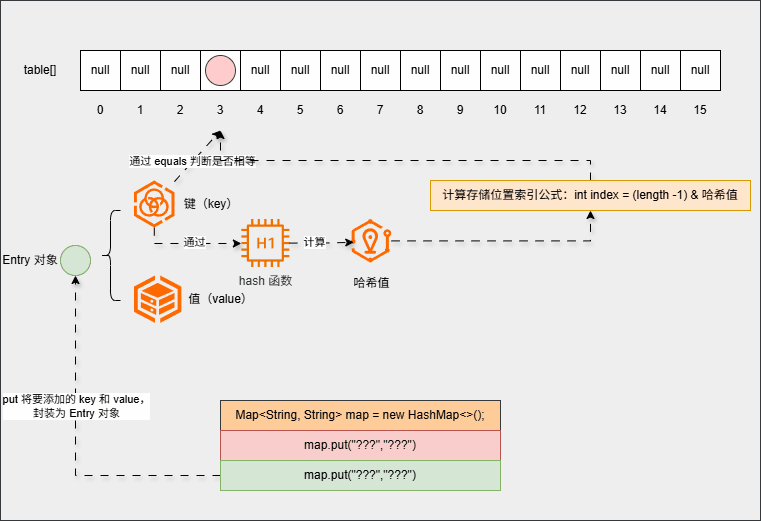 table[]
null null null null null null null null null null null null null null null
0 1 2 3 4 5 6 7 8 9 10 11 12 13 14 15
通过 equals 判断是否相等
计算存储位置索引公式：int index = (length -1) & 哈希值
键（key）
通过
H1
计算
Entry 对象
hash 函数
哈希值
值（value）
put 将要添加的 key 和 value，
封装为 Entry 对象
Map<String, String> map = new HashMap<>();
map.put("???","???")
map.put("???","???")